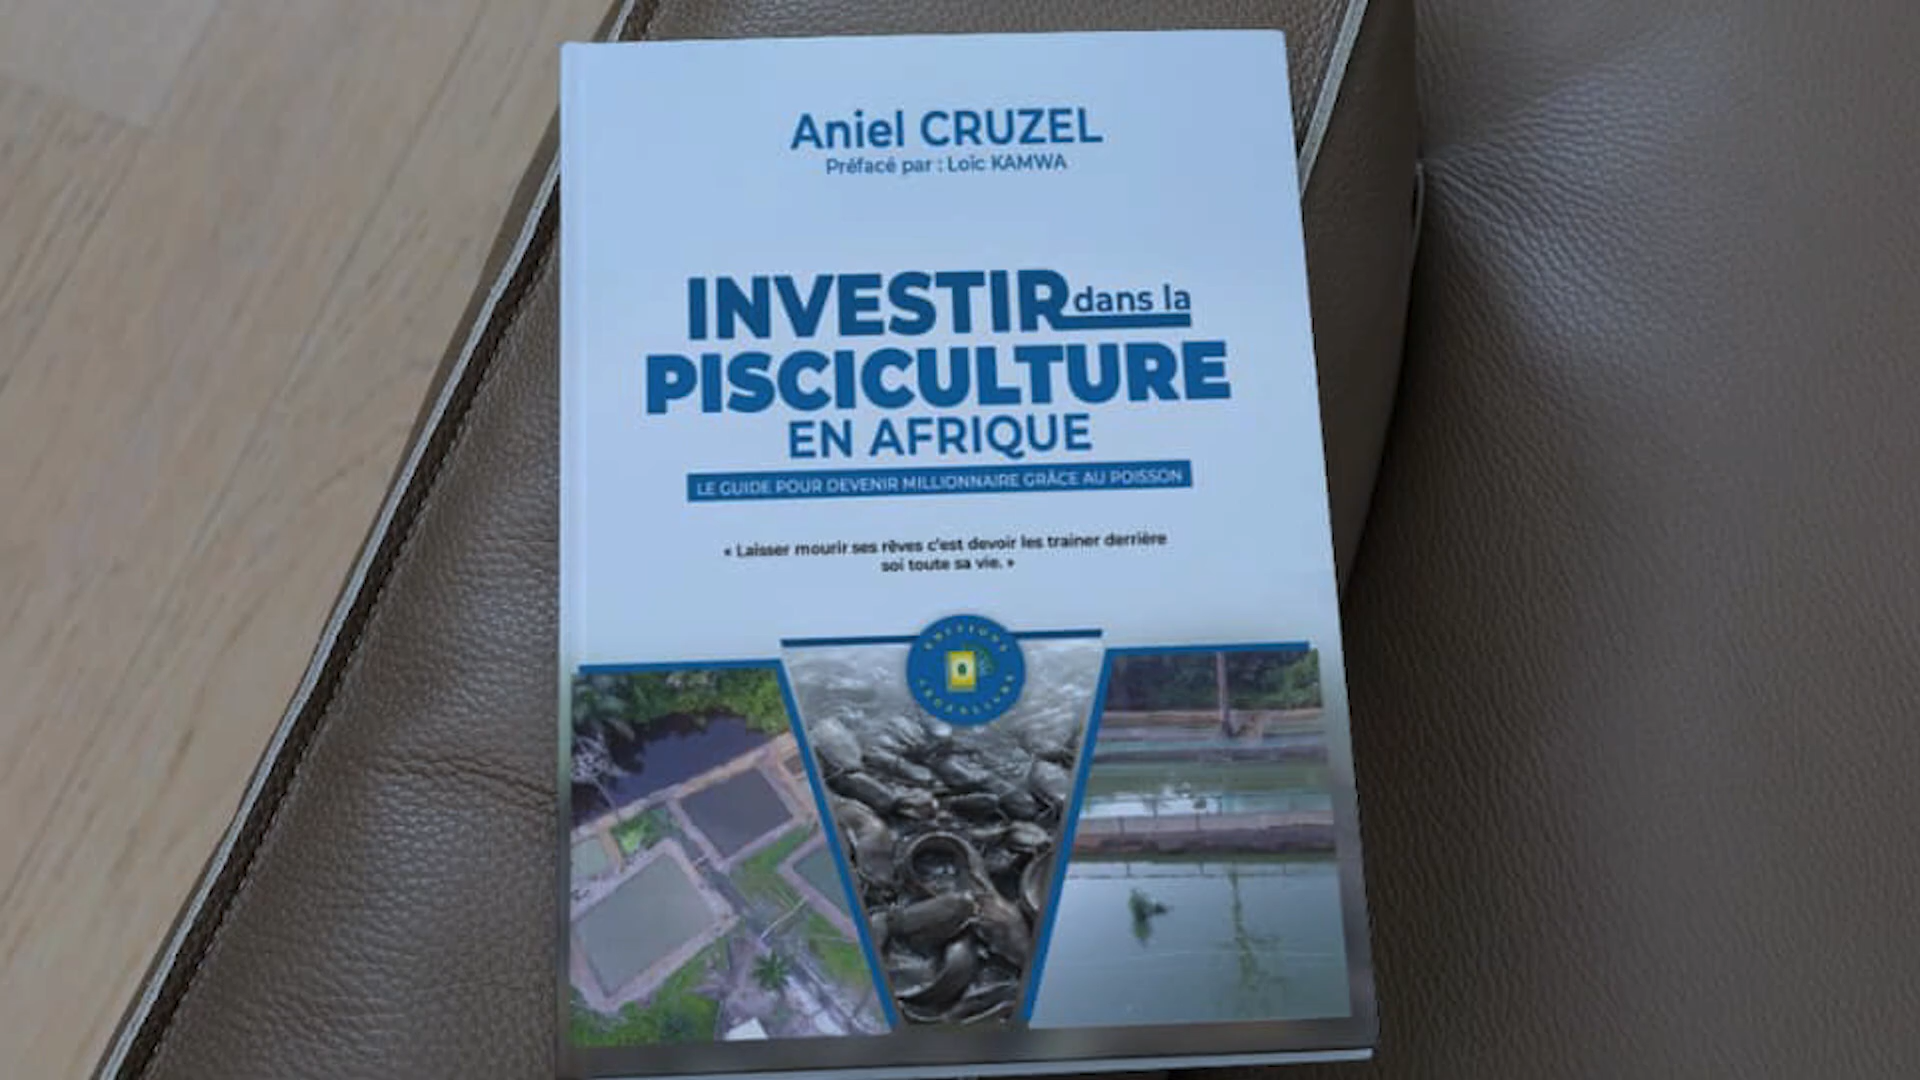 Aniel CRUZEL
Préfacé par : Loïc KAMWA
INVESTIR dans la
PISCICULTURE
EN AFRIQUE
LE GUIDE POUR DEVENIR MILLIONNAIRE GRÂCE AU POISSON
« Laisser mourir ses rêves c'est devoir les trainer derrière
soi toute sa vie. »
EDITIONS